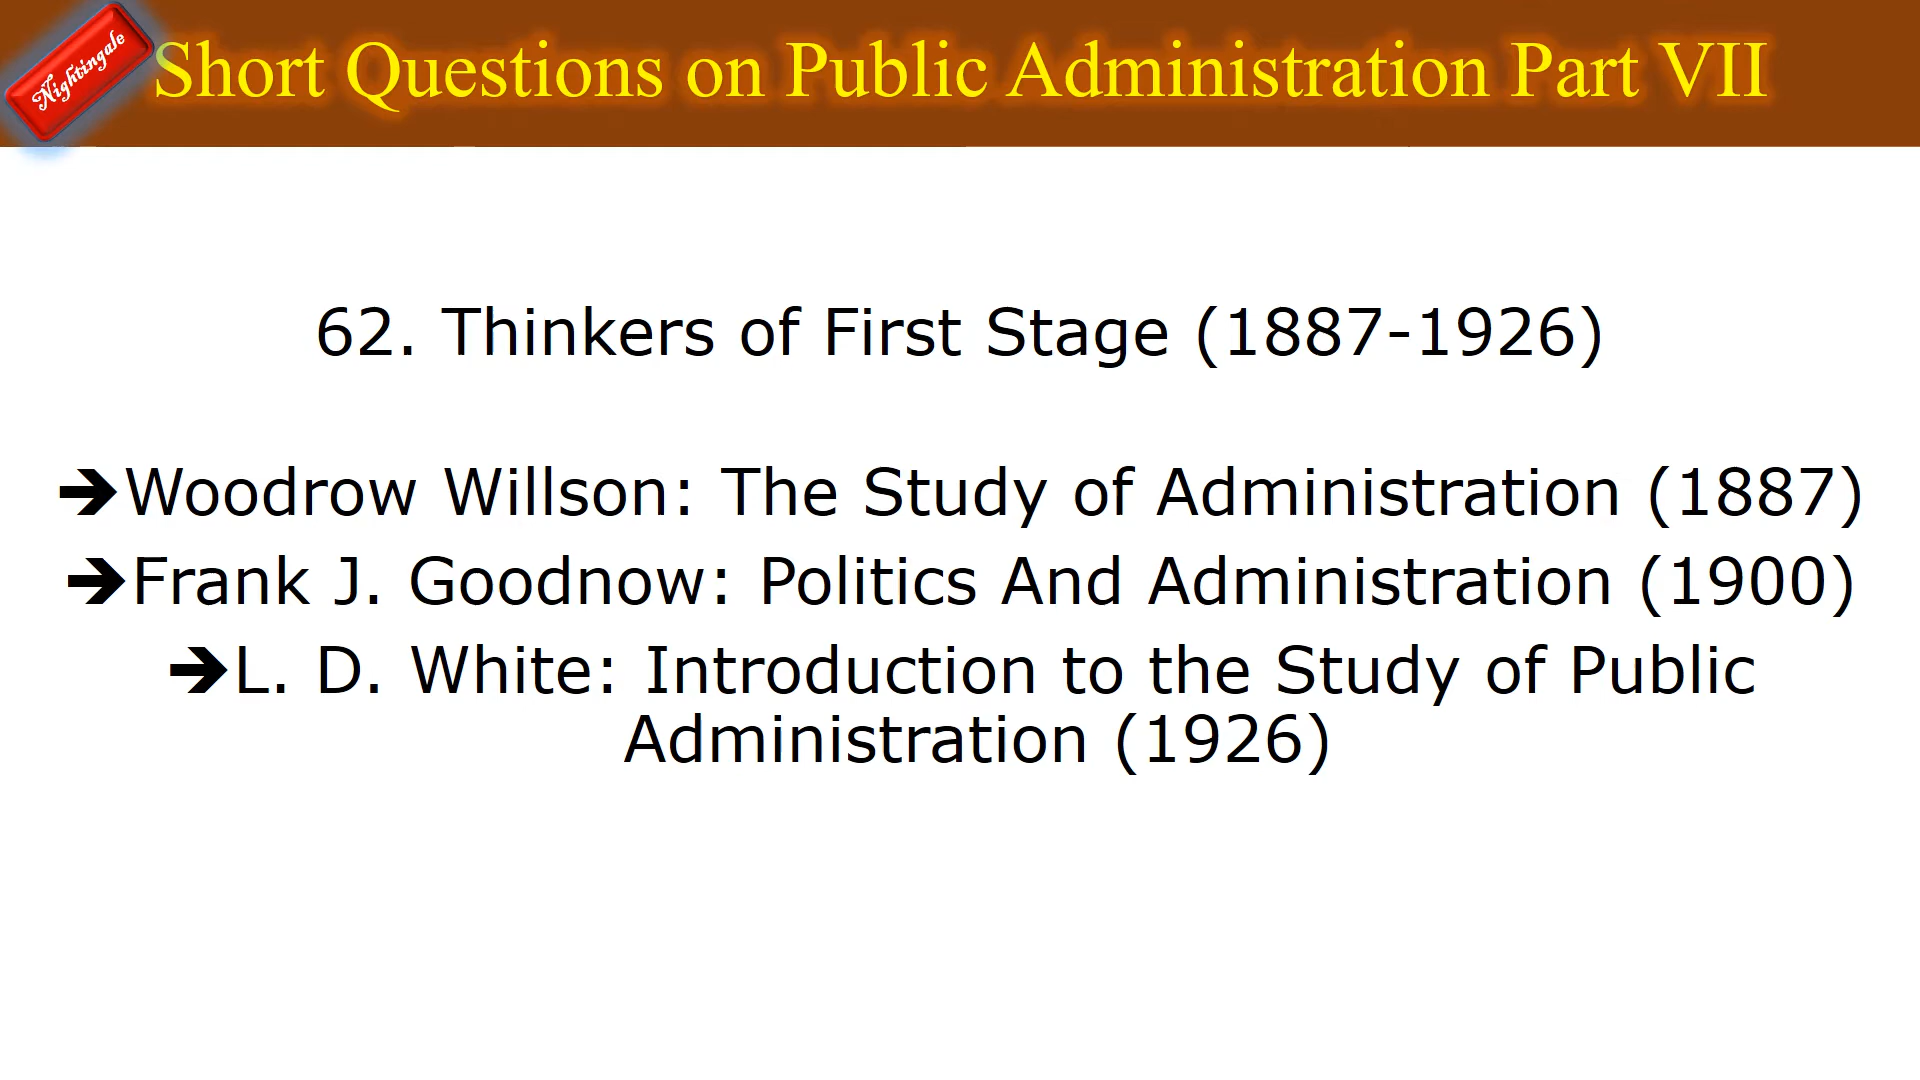 Nightingale
Short Questions on Public Administration Part VII
62. Thinkers of First Stage (1887-1926)
➔Woodrow Willson: The Study of Administration (1887)
➔Frank J. Goodnow: Politics And Administration (1900)
➔L. D. White: Introduction to the Study of Public
Administration (1926)